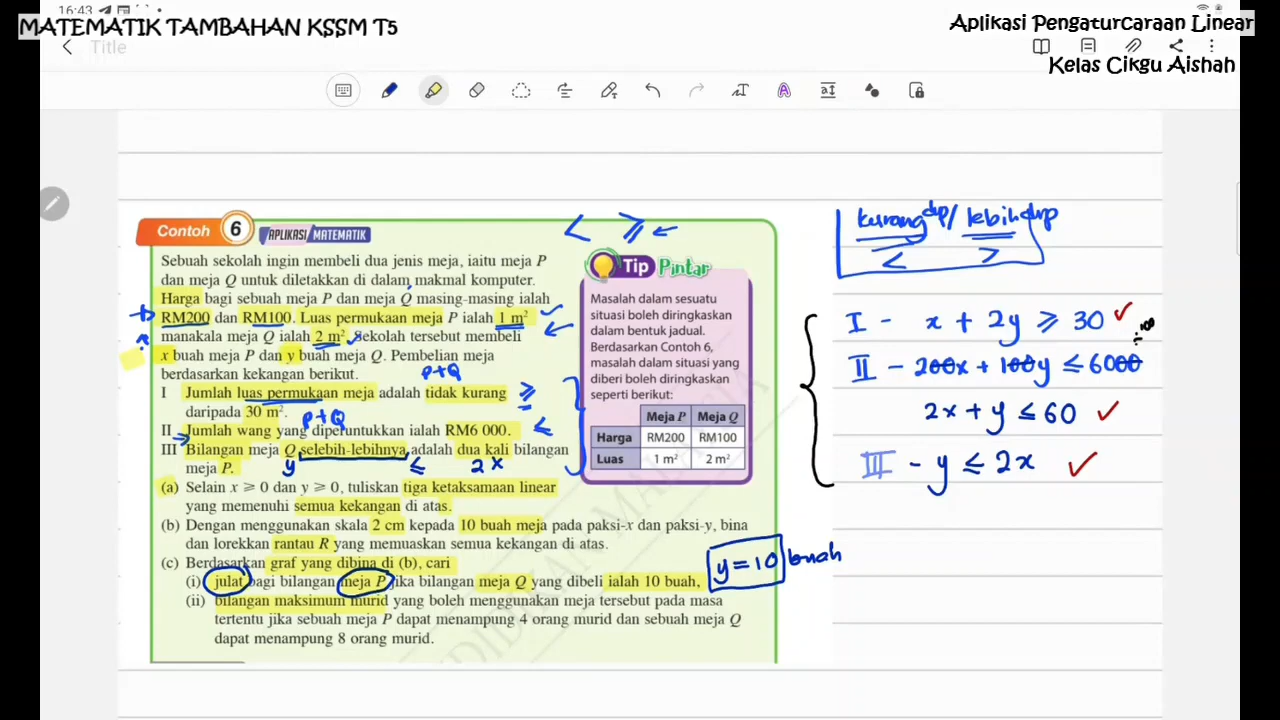 16:43
MATEMATIK TAMBAHAN KSSM T5
Aplikasi Pengaturcaraan Linear
Title
Kelas Cikgu Aishah
Contoh 6 APLIKASI MATEMATIK
Sebuah sekolah ingin membeli dua jenis meja, iaitu meja P
dan meja Q untuk diletakkan di dalam makmal komputer.
Harga bagi sebuah meja P dan meja Q masing-masing ialah
RM200 dan RM100. Luas permukaan meja P ialah 1 m²
manakala meja Q ialah 2 m². Sekolah tersebut membeli
x buah meja P dan y buah meja Q. Pembelian meja
berdasarkan kekangan berikut.
P+Q
I Jumlah luas permukaan meja adalah tidak kurang ≥
daripada 30 m².
P+Q
II Jumlah wang yang diperuntukkan ialah RM6 000. ≤
III Bilangan meja Q selebih-lebihnya adalah dua kali bilangan
meja P.
y ≤ 2x
(a) Selain x ⩾ 0 dan y ⩾ 0, tuliskan tiga ketaksamaan linear
yang memenuhi semua kekangan di atas.
(b) Dengan menggunakan skala 2 cm kepada 10 buah meja pada paksi-x dan paksi-y, bina
dan lorekkan rantau R yang memuaskan semua kekangan di atas.
(c) Berdasarkan graf yang dibina di (b), cari
(i) julat bagi bilangan meja P jika bilangan meja Q yang dibeli ialah 10 buah,
y = 10 buah
(ii) bilangan maksimum murid yang boleh menggunakan meja tersebut pada masa
tertentu jika sebuah meja P dapat menampung 4 orang murid dan sebuah meja Q
dapat menampung 8 orang murid.
< ≥
Tip Pintar
Masalah dalam sesuatu
situasi boleh diringkaskan
dalam bentuk jadual.
Berdasarkan Contoh 6,
masalah dalam situasi yang
diberi boleh diringkaskan
seperti berikut:
Meja P Meja Q
Harga RM200 RM100
Luas 1 m² 2 m²
kurang drp / lebih drp
< >
I - x + 2y ⩾ 30
÷100
II - 200x + 100y ≤ 6000
2x + y ≤ 60
III - y ≤ 2x